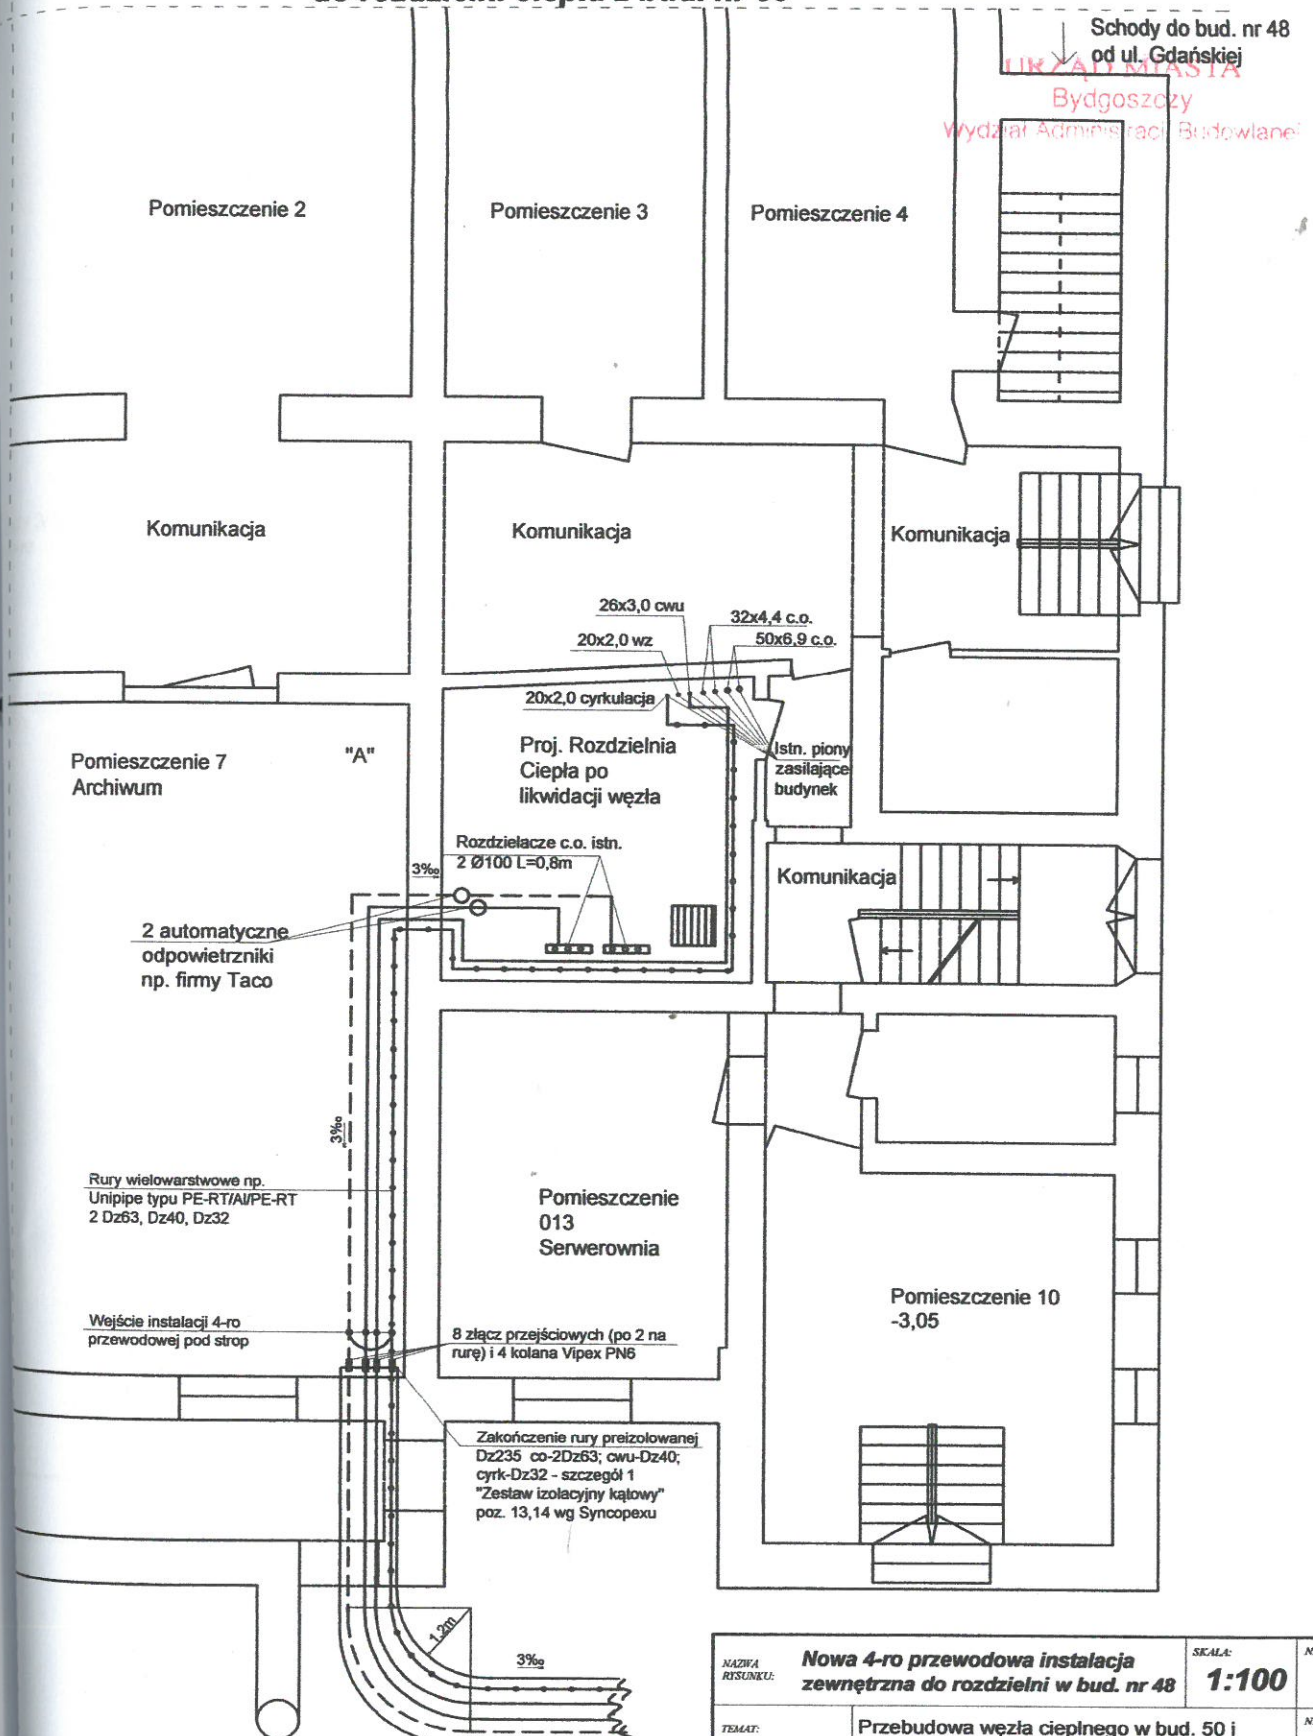 Schody do bud. nr 48
od ul. Gdańskiej
URZĄD MIASTA
Bydgoszczy
Wydział Administracji Budowlanej
Pomieszczenie 2
Pomieszczenie 3
Pomieszczenie 4
Komunikacja
Komunikacja
Komunikacja
26x3,0 cwu
32x4,4 c.o.
20x2,0 wz
50x6,9 c.o.
20x2,0 cyrkulacja
Pomieszczenie 7
Archiwum
"A"
Proj. Rozdzielnia
Ciepła po
likwidacji węzła
Istn. piony
zasilające
budynek
Rozdzielacze c.o. istn.
2 Ø100 L=0,8m
3‰
Komunikacja
2 automatyczne
odpowietrzniki
np. firmy Taco
3‰
Rury wielowarstwowe np.
Unipipe typu PE-RT/Al/PE-RT
2 Dz63, Dz40, Dz32
Pomieszczenie
013
Serwerownia
Pomieszczenie 10
-3,05
Wejście instalacji 4-ro
przewodowej pod strop
8 złącz przejściowych (po 2 na
rurę) i 4 kolana Vipex PN6
Zakończenie rury preizolowanej
Dz235 co-2Dz63; cwu-Dz40;
cyrk-Dz32 - szczegół 1
"Zestaw izolacyjny kątowy"
poz. 13,14 wg Syncopexu
1.2m
3‰
NAZWA
RYSUNKU:
Nowa 4-ro przewodowa instalacja
zewnętrzna do rozdzielni w bud. nr 48
SKALA:
1:100
TEMAT:
Przebudowa węzła cieplnego w bud. 50 i